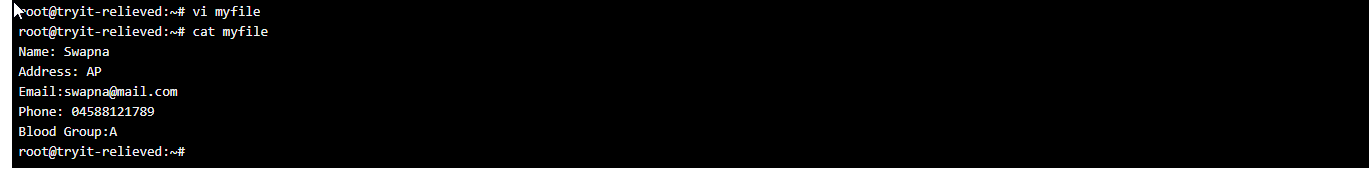 root@tryit-relieved:~# vi myfile
root@tryit-relieved:~# cat myfile
Name: Swapna
Address: AP
Email:swapna@mail.com
Phone: 04588121789
Blood Group:A
root@tryit-relieved:~#